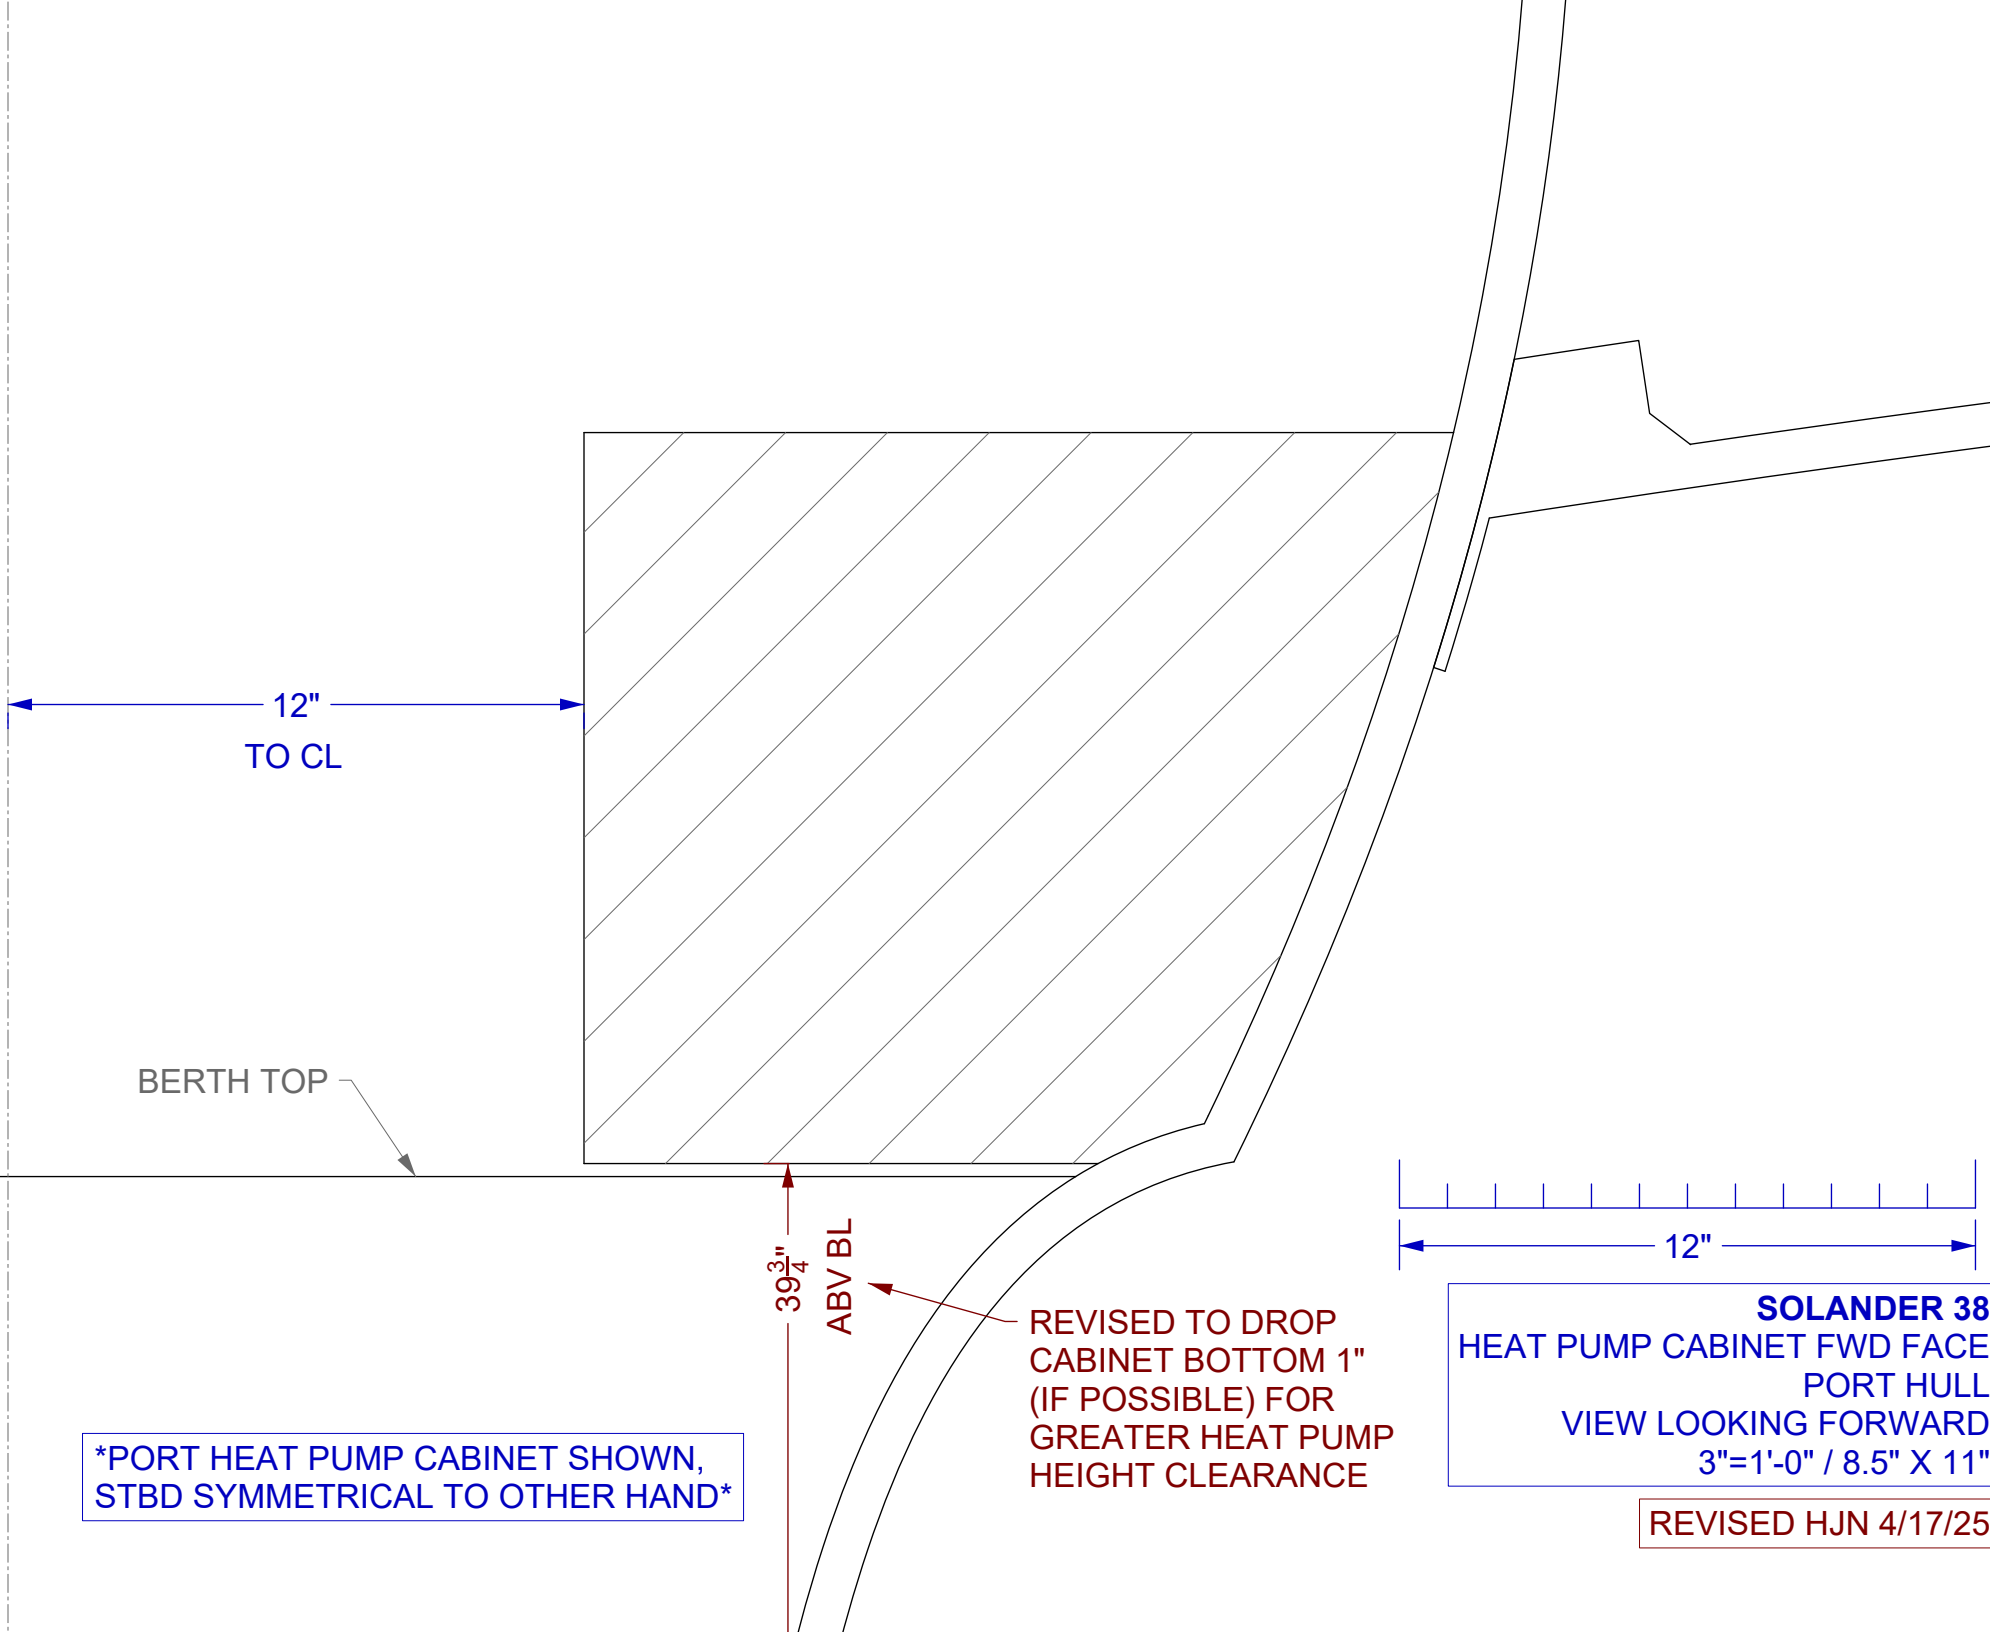 12"
TO CL
BERTH TOP
39 3/4"
ABV BL
REVISED TO DROP
CABINET BOTTOM 1"
(IF POSSIBLE) FOR
GREATER HEAT PUMP
HEIGHT CLEARANCE
12"
SOLANDER 38
HEAT PUMP CABINET FWD FACE
PORT HULL
VIEW LOOKING FORWARD
3"=1'-0" / 8.5" X 11"
REVISED HJN 4/17/25
*PORT HEAT PUMP CABINET SHOWN,
STBD SYMMETRICAL TO OTHER HAND*